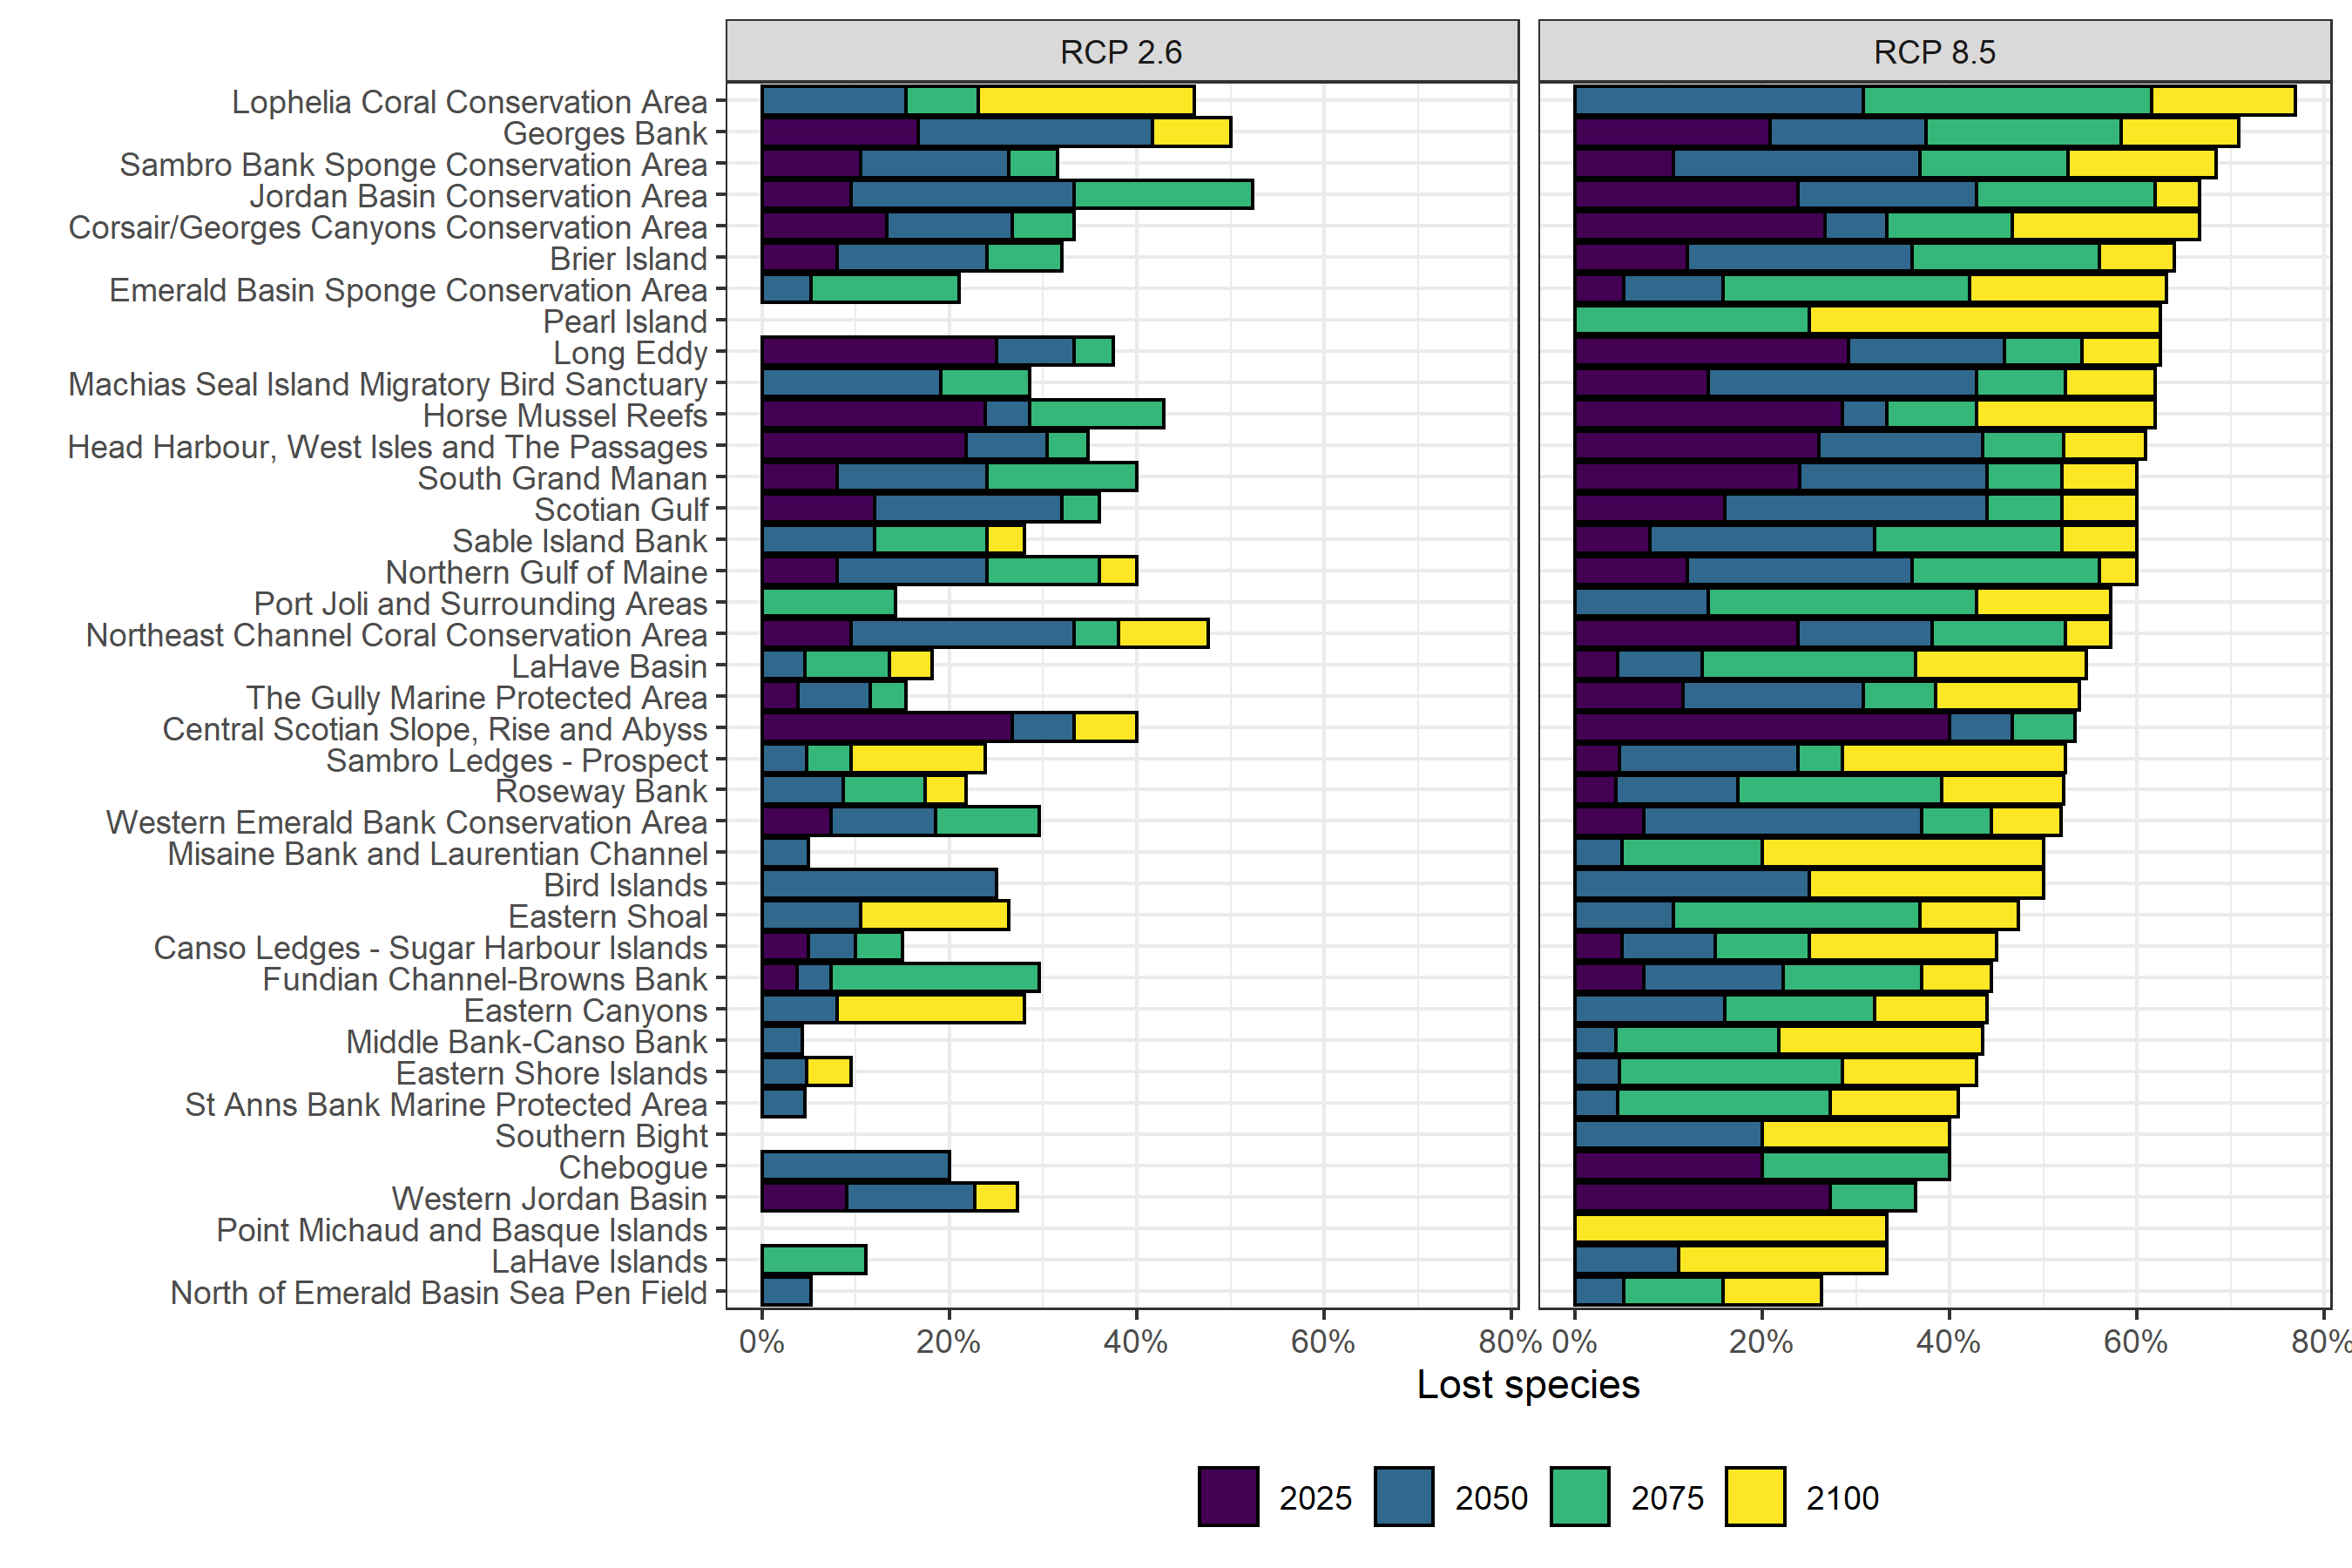 RCP 2.6
RCP 8.5
Lophelia Coral Conservation Area
Georges Bank
Sambro Bank Sponge Conservation Area
Jordan Basin Conservation Area
Corsair/Georges Canyons Conservation Area
Brier Island
Emerald Basin Sponge Conservation Area
Pearl Island
Long Eddy
Machias Seal Island Migratory Bird Sanctuary
Horse Mussel Reefs
Head Harbour, West Isles and The Passages
South Grand Manan
Scotian Gulf
Sable Island Bank
Northern Gulf of Maine
Port Joli and Surrounding Areas
Northeast Channel Coral Conservation Area
LaHave Basin
The Gully Marine Protected Area
Central Scotian Slope, Rise and Abyss
Sambro Ledges - Prospect
Roseway Bank
Western Emerald Bank Conservation Area
Misaine Bank and Laurentian Channel
Bird Islands
Eastern Shoal
Canso Ledges - Sugar Harbour Islands
Fundian Channel-Browns Bank
Eastern Canyons
Middle Bank-Canso Bank
Eastern Shore Islands
St Anns Bank Marine Protected Area
Southern Bight
Chebogue
Western Jordan Basin
Point Michaud and Basque Islands
LaHave Islands
North of Emerald Basin Sea Pen Field
0% 20% 40% 60% 80% 0% 20% 40% 60% 80%
Lost species
2025 2050 2075 2100